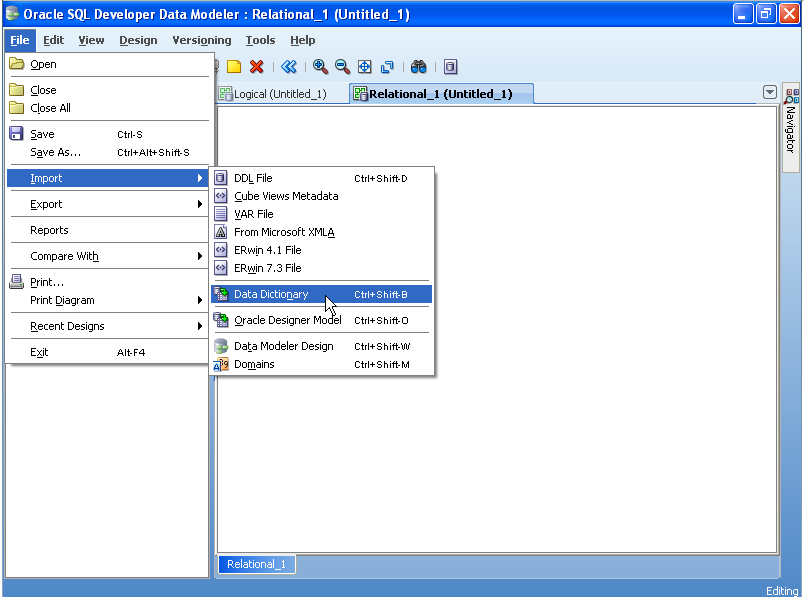 Oracle SQL Developer Data Modeler : Relational_1 (Untitled_1)
File Edit View Design Versioning Tools Help
Open
Close
Close All
Save Ctrl-S
Save As... Ctrl+Alt+Shift-S
Import
Export
Reports
Compare With
Print...
Print Diagram
Recent Designs
Exit Alt-F4
Logical (Untitled_1) Relational_1 (Untitled_1)
Navigator
DDL File Ctrl+Shift-D
Cube Views Metadata
VAR File
From Microsoft XMLA
ERwin 4.1 File
ERwin 7.3 File
Data Dictionary Ctrl+Shift-B
Oracle Designer Model Ctrl+Shift-O
Data Modeler Design Ctrl+Shift-W
Domains Ctrl+Shift-M
Relational_1
Editing